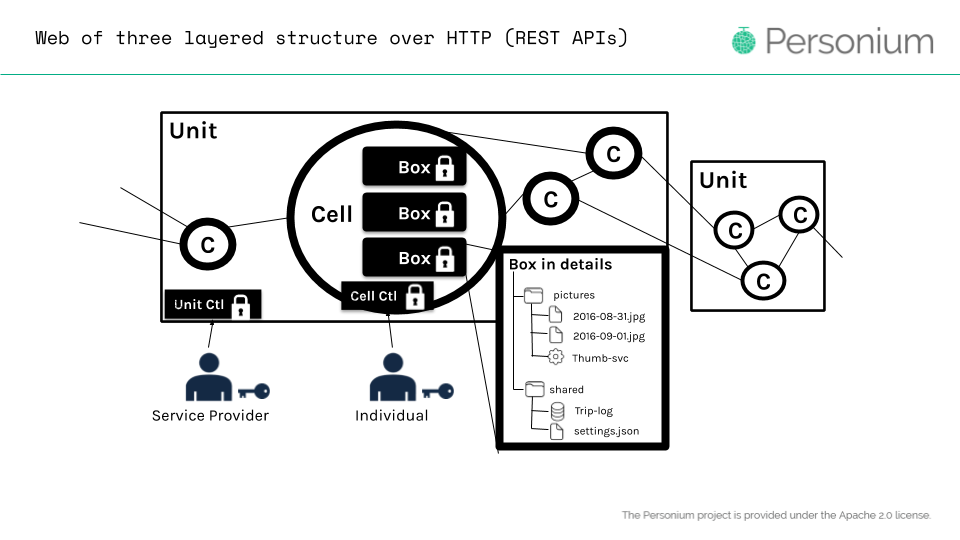 Web of three layered structure over HTTP (REST APIs)
Personium
Unit
Box
Cell
Box
Box
C
C
C
Unit Ctl
Cell Ctl
Unit
C
C
C
Box in details
pictures
2016-08-31.jpg
2016-09-01.jpg
Thumb-svc
shared
Trip-log
settings.json
Service Provider
Individual
The Personium project is provided under the Apache 2.0 license.